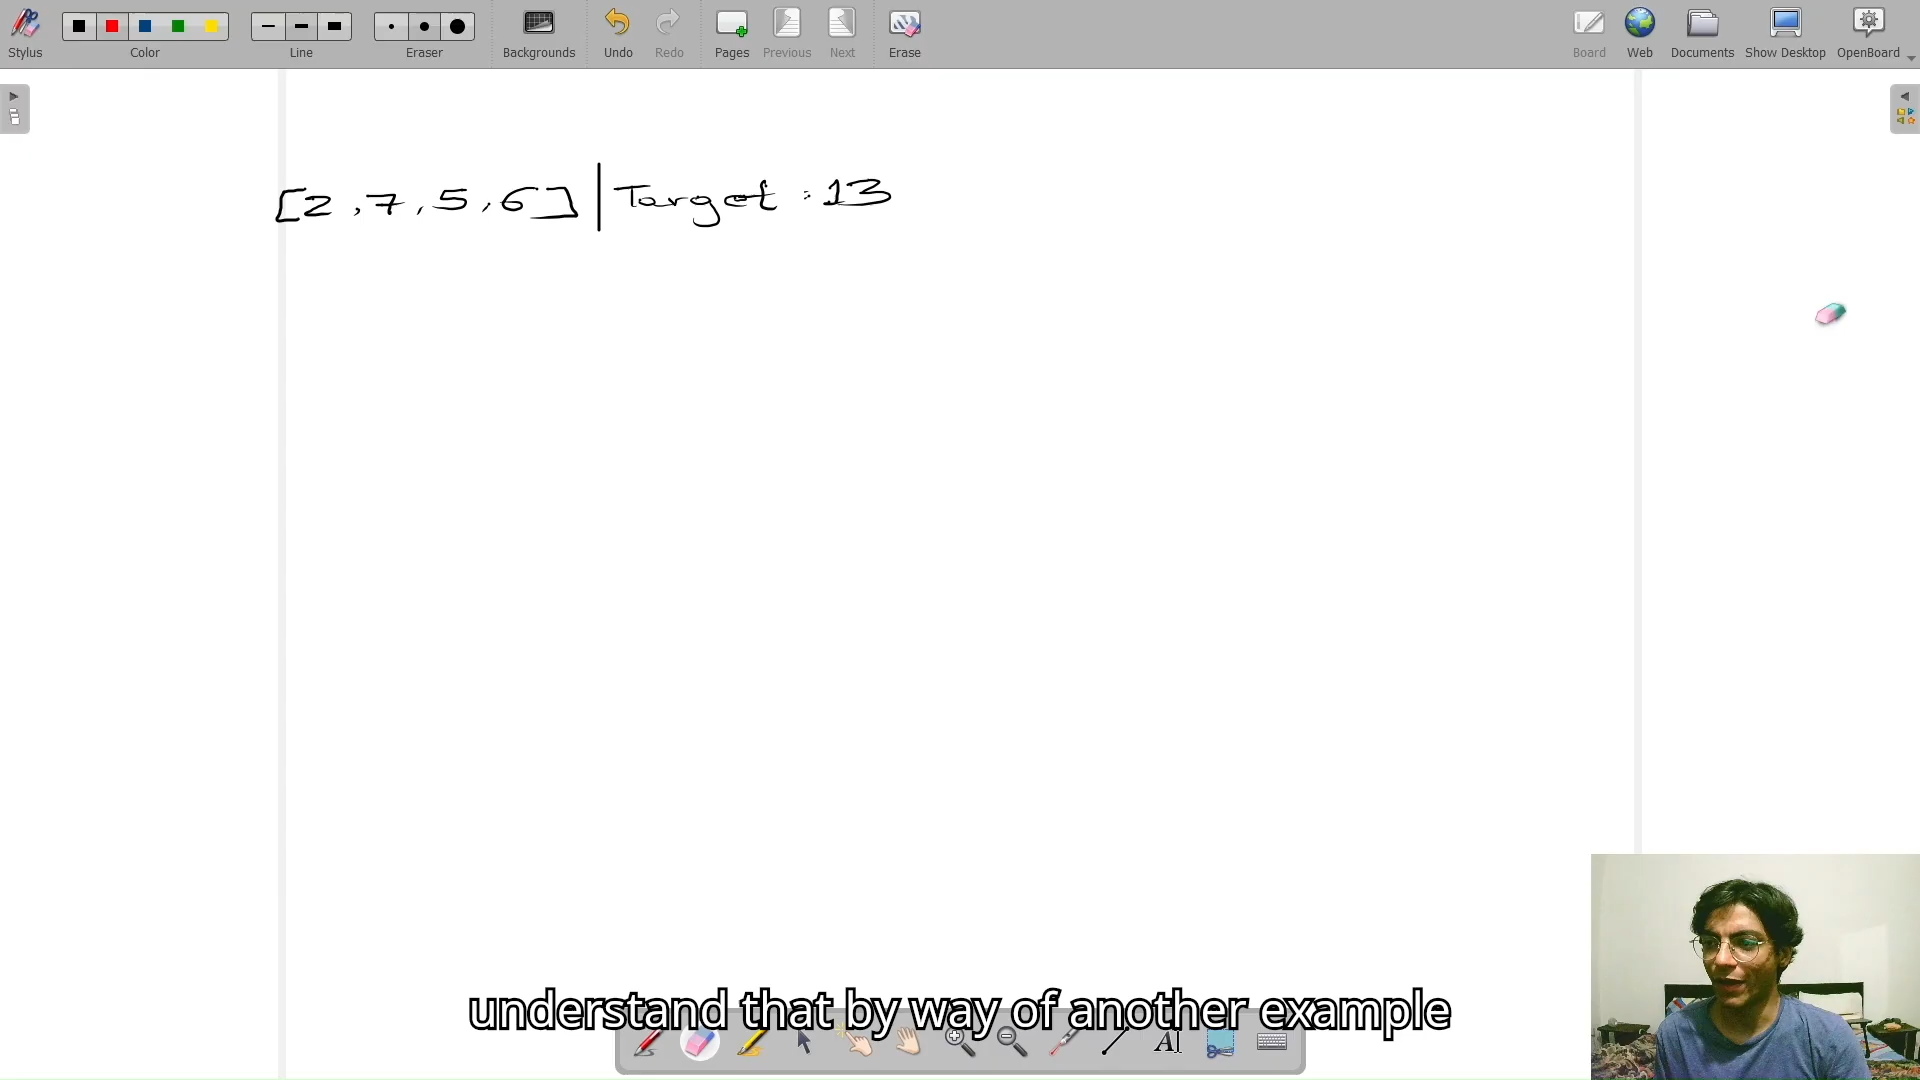 Stylus Color Line Eraser Backgrounds Undo Redo Pages Previous Next Erase Board Web Documents Show Desktop OpenBoard
[2,7,5,6] | Target : 13
understand that by way of another example
AI